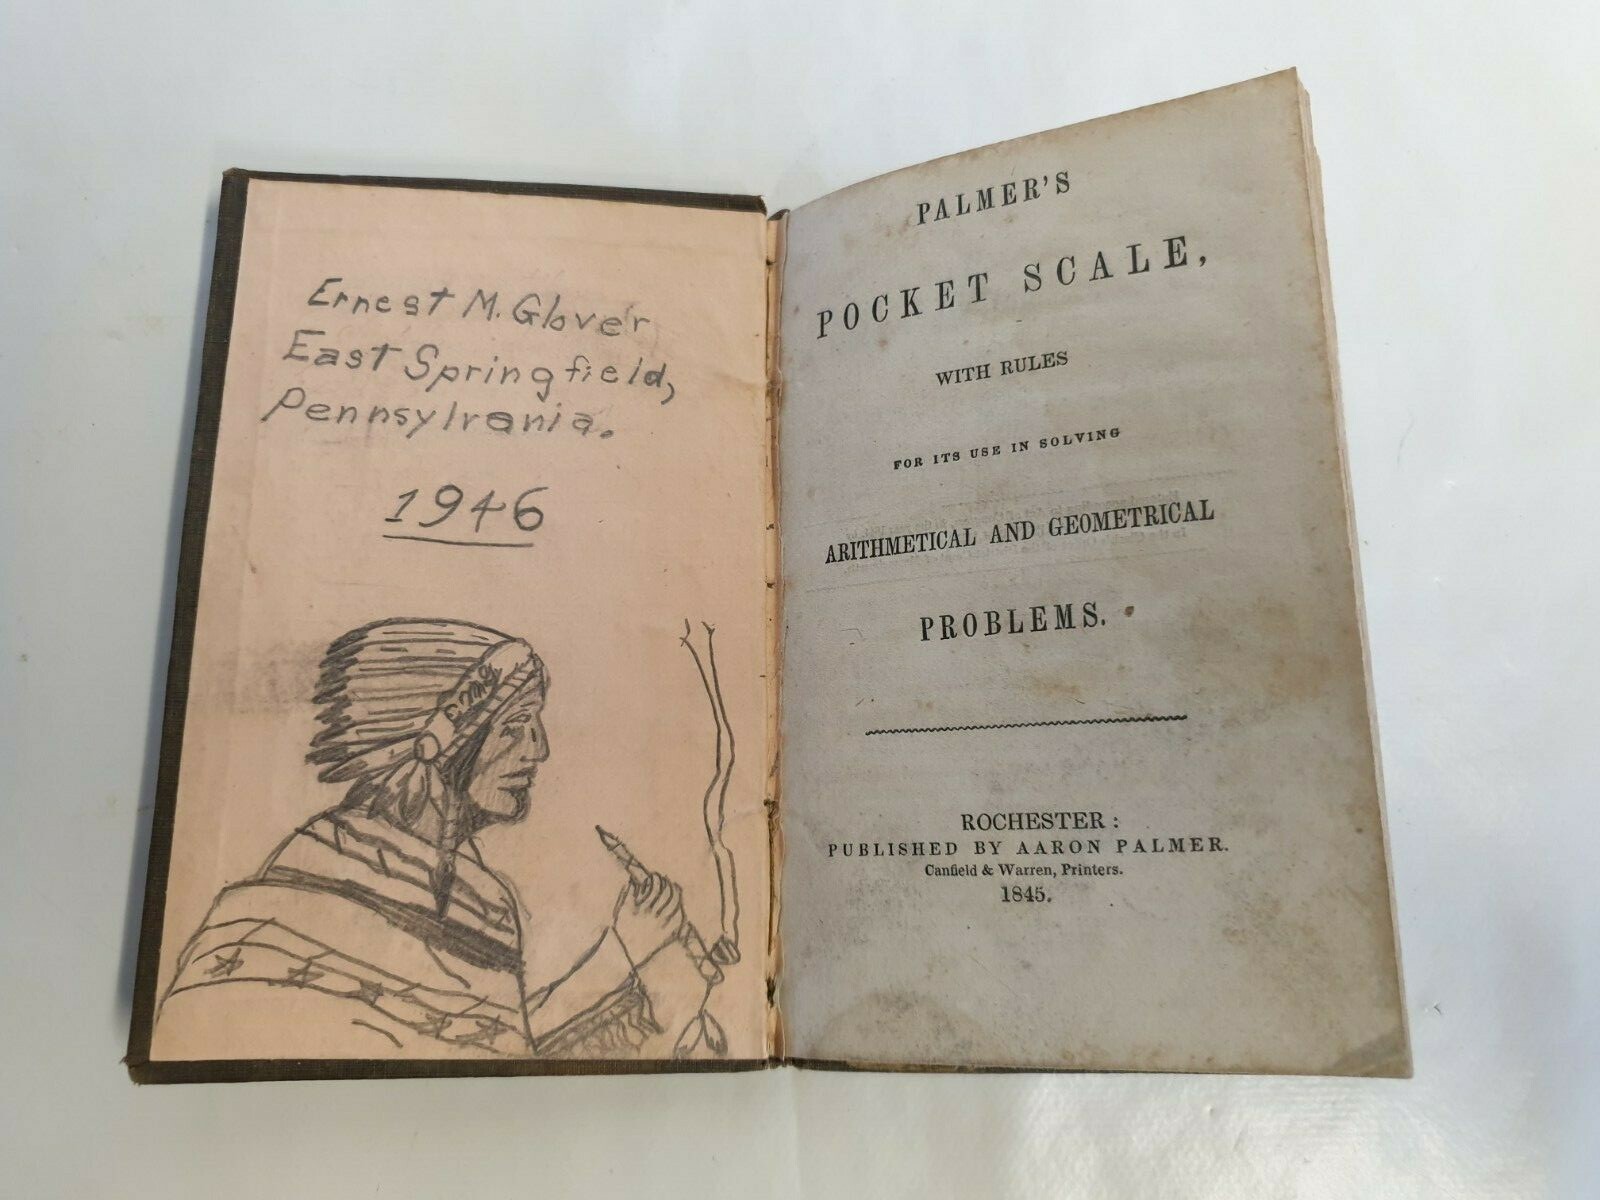 Ernest M. Glover
East Springfield,
Pennsylvania.
1946
E.M.G
PALMER'S
POCKET SCALE,
WITH RULES
FOR ITS USE IN SOLVING
ARITHMETICAL AND GEOMETRICAL
PROBLEMS.
ROCHESTER:
PUBLISHED BY AARON PALMER.
Canfield & Warren, Printers.
1845.